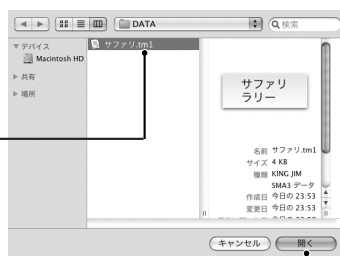 DATA
検索
デバイス
Macintosh HD
共有
場所
サファリ.tm1
サファリ
ラリー
名前 サファリ.tm1
サイズ 4 KB
種類 KING JIM
SMA3 データ
作成日 今日の 23:53
変更日 今日の 23:53
キャンセル
開く